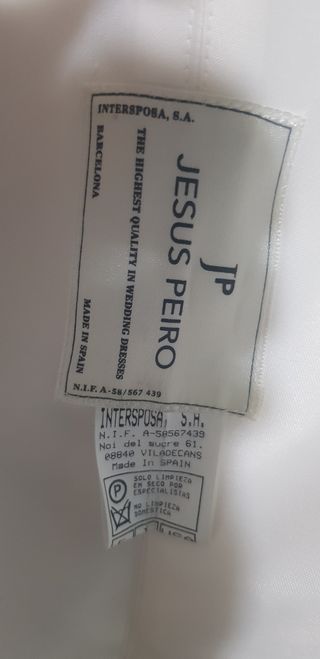 INTERSPOSA, S.A.
JP
JESUS PEIRO
THE HIGHEST QUALITY IN WEDDING DRESSES
BARCELONA
MADE IN SPAIN
N.I.F. A-58/567 439
INTERSPOSA, S.A.
N.I.F. A-58567439
Noi del sucre 61.
08840 VILADECANS
Made In SPAIN
P
SOLO LIMPIEZA
EN SECO POR
ESPECIALISTAS
NO LIMPIEZA
DOMESTICA